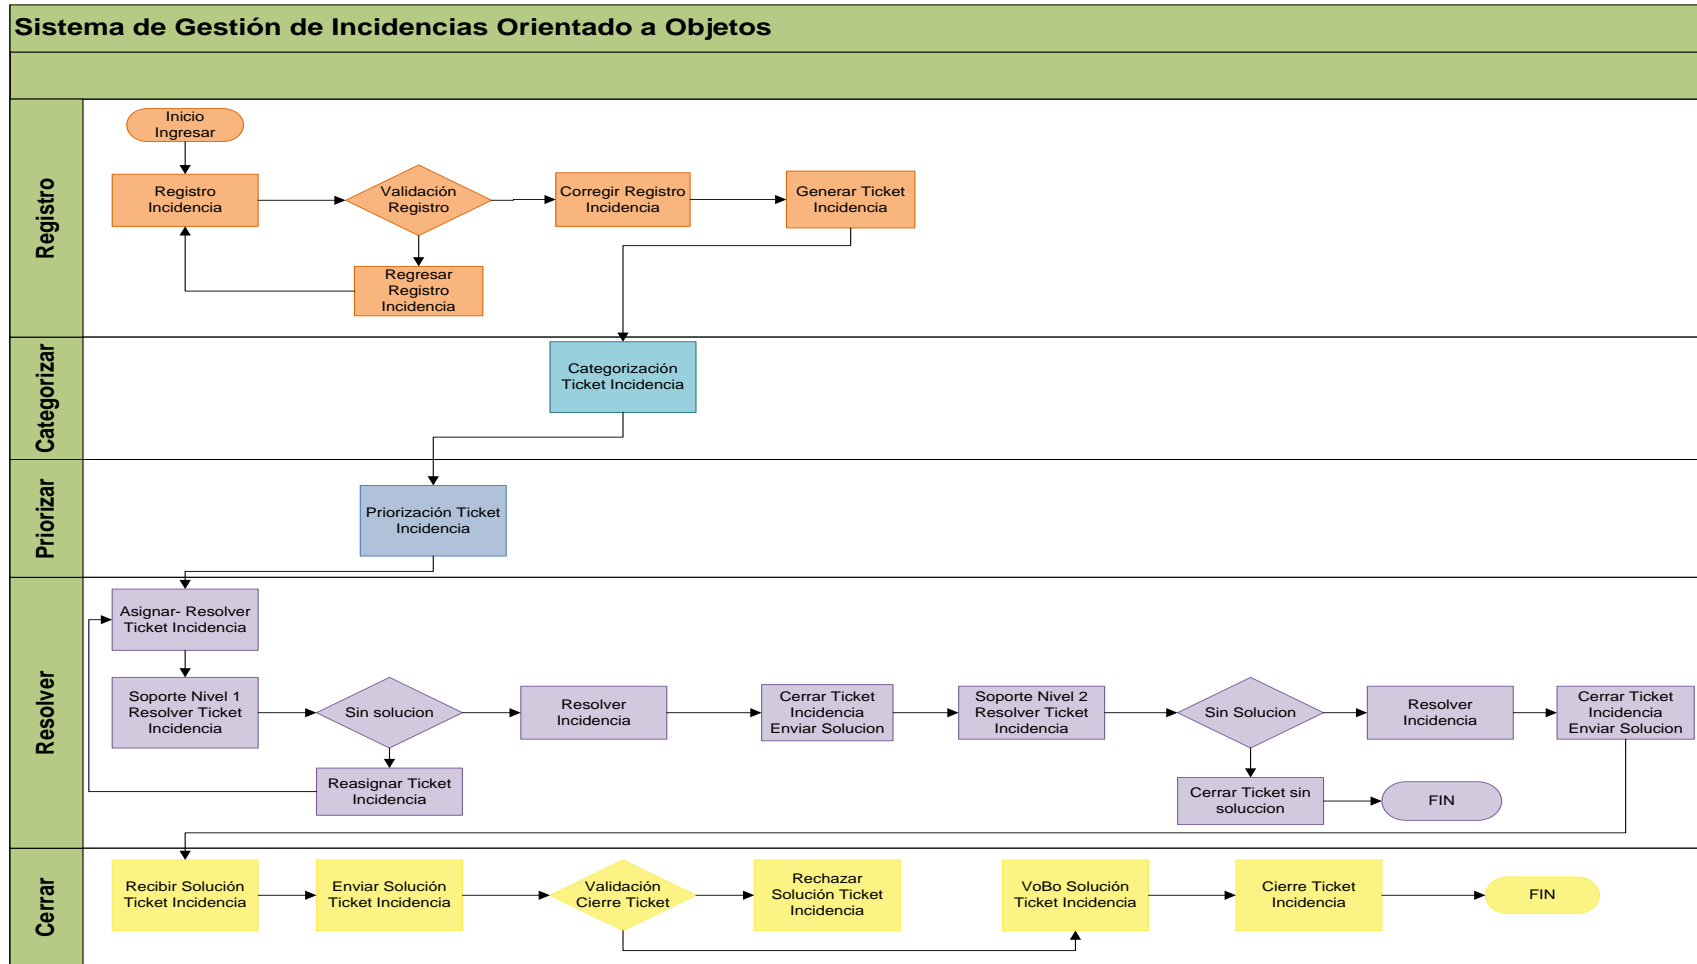 Sistema de Gestión de Incidencias Orientado a Objetos
Registro
Inicio
Ingresar
Registro
Incidencia
Validación
Registro
Corregir Registro
Incidencia
Generar Ticket
Incidencia
Regresar
Registro
Incidencia
Categorizar
Categorización
Ticket Incidencia
Priorizar
Priorización Ticket
Incidencia
Resolver
Asignar- Resolver
Ticket Incidencia
Soporte Nivel 1
Resolver Ticket
Incidencia
Sin solucion
Resolver
Incidencia
Cerrar Ticket
Incidencia
Enviar Solucion
Soporte Nivel 2
Resolver Ticket
Incidencia
Sin Solucion
Resolver
Incidencia
Cerrar Ticket
Incidencia
Enviar Solucion
Reasignar Ticket
Incidencia
Cerrar Ticket sin
soluccion
FIN
Cerrar
Recibir Solución
Ticket Incidencia
Enviar Solución
Ticket Incidencia
Validación
Cierre Ticket
Rechazar
Solución Ticket
Incidencia
VoBo Solución
Ticket Incidencia
Cierre Ticket
Incidencia
FIN